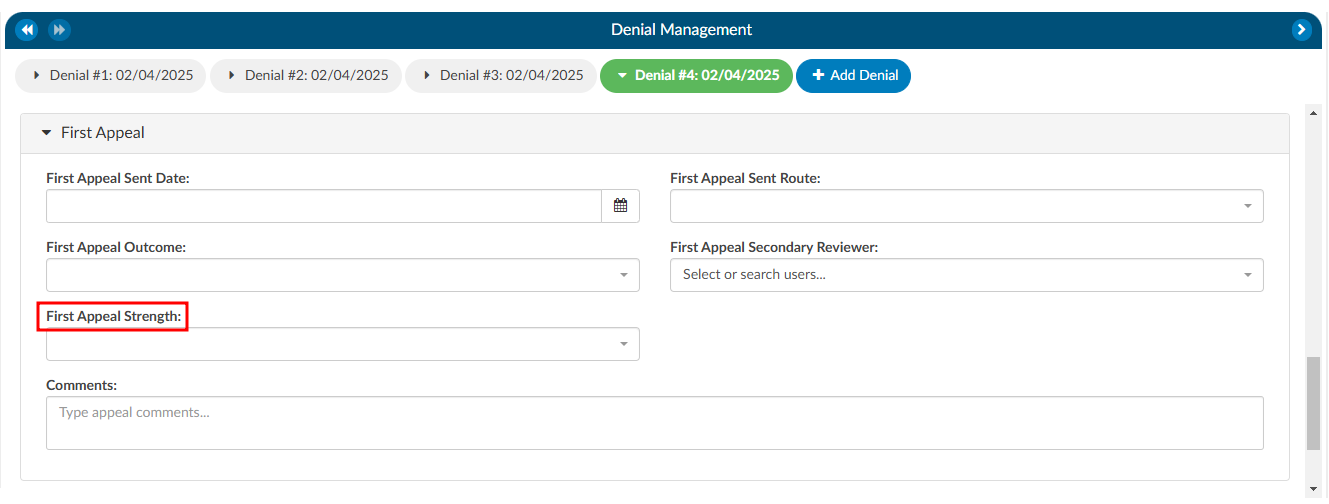 Denial Management
Denial #1: 02/04/2025 Denial #2: 02/04/2025 Denial #3: 02/04/2025 Denial #4: 02/04/2025 Add Denial
First Appeal
First Appeal Sent Date: First Appeal Sent Route:
First Appeal Outcome: First Appeal Secondary Reviewer:
Select or search users...
First Appeal Strength:
Comments:
Type appeal comments...